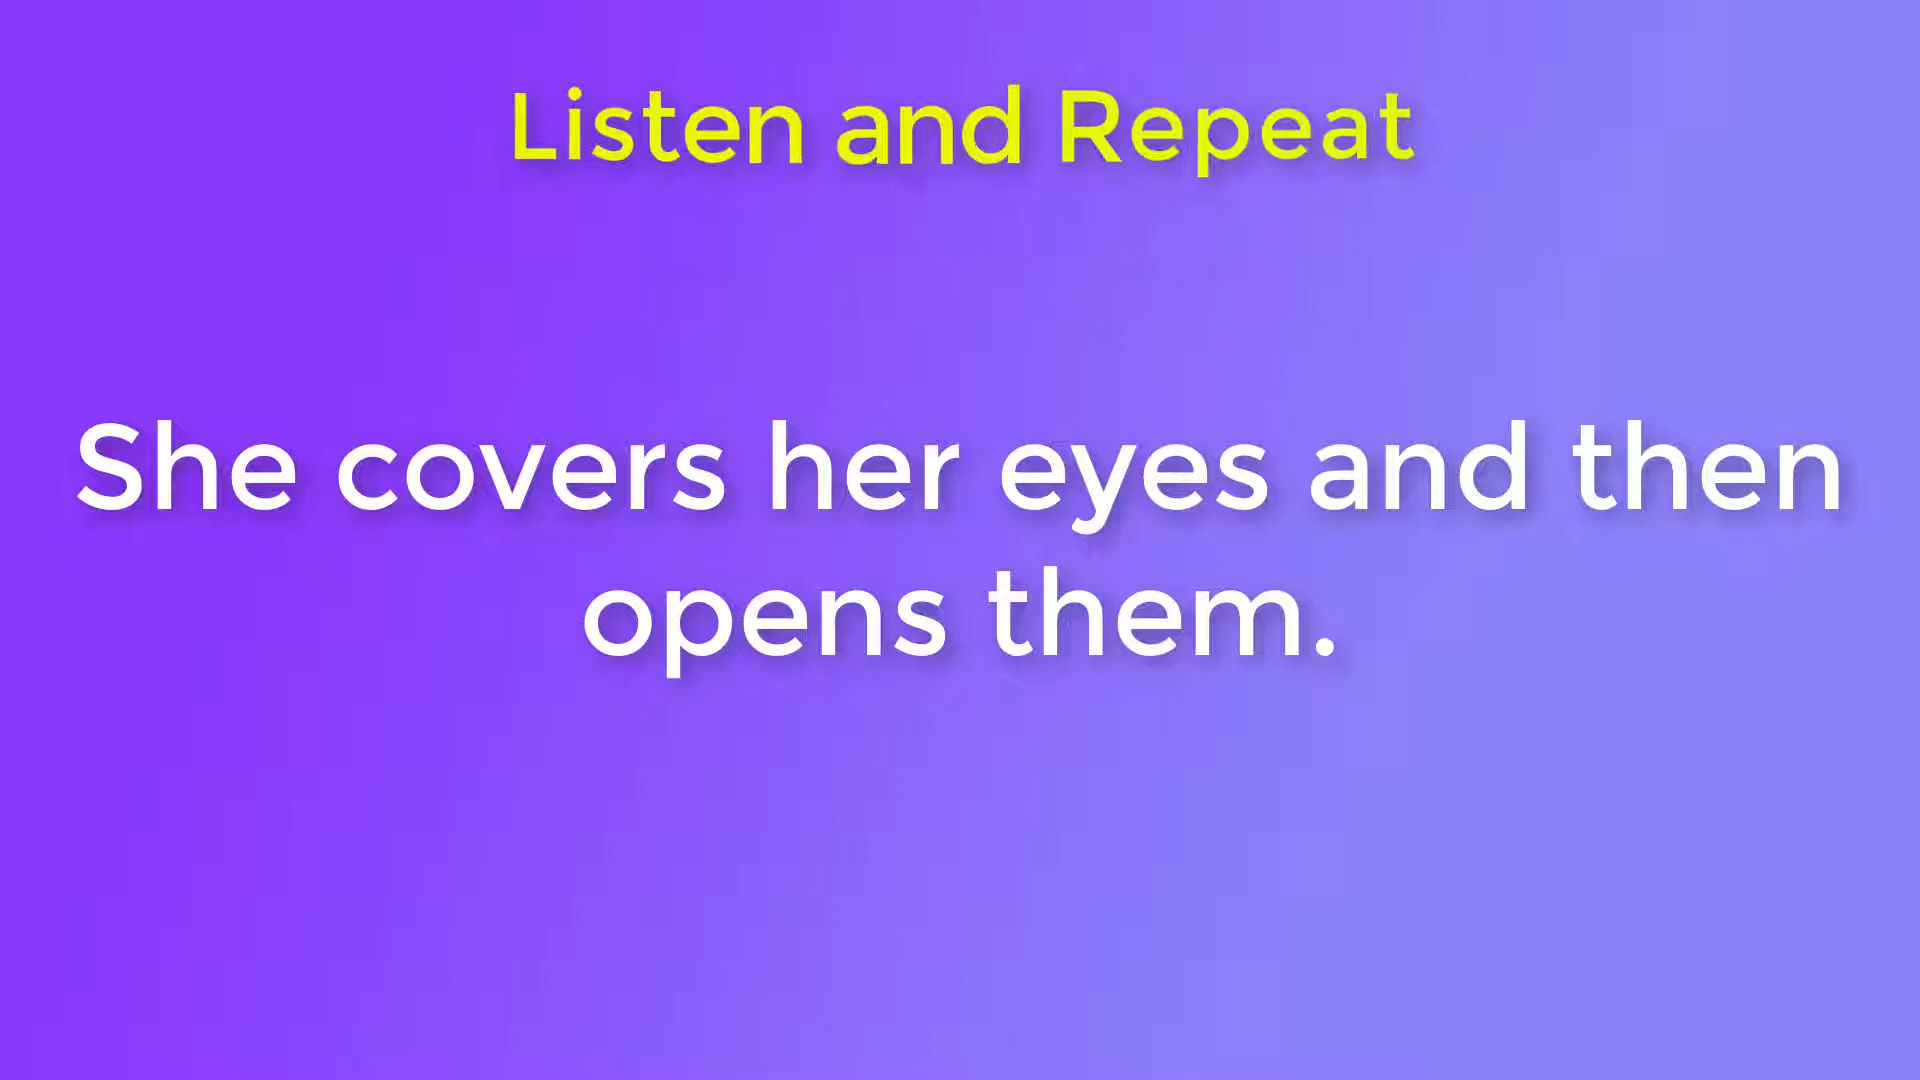 Listen and Repeat
She covers her eyes and then
opens them.